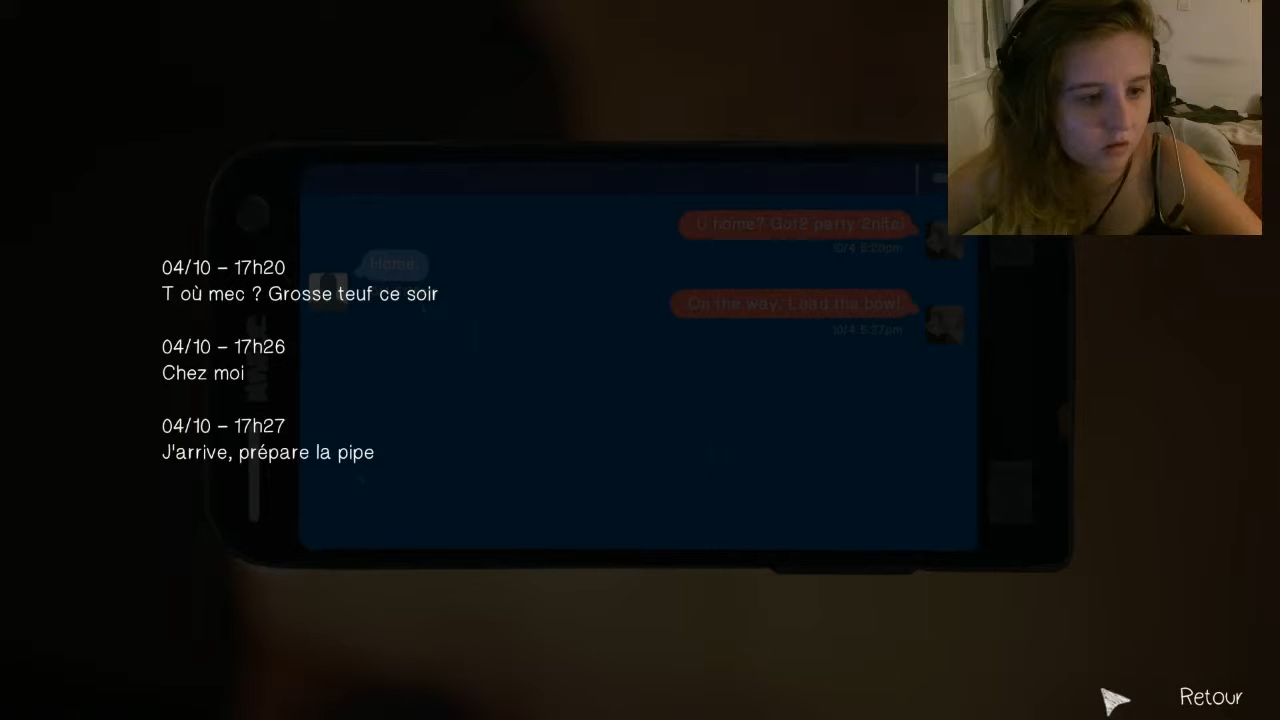 U home? Got2 party 2nite!
10/4 5:20pm
Home
On the way. Load tha bowl
10/4 5:27pm
04/10 – 17h20
T où mec ? Grosse teuf ce soir
04/10 – 17h26
Chez moi
04/10 – 17h27
J'arrive, prépare la pipe
Retour